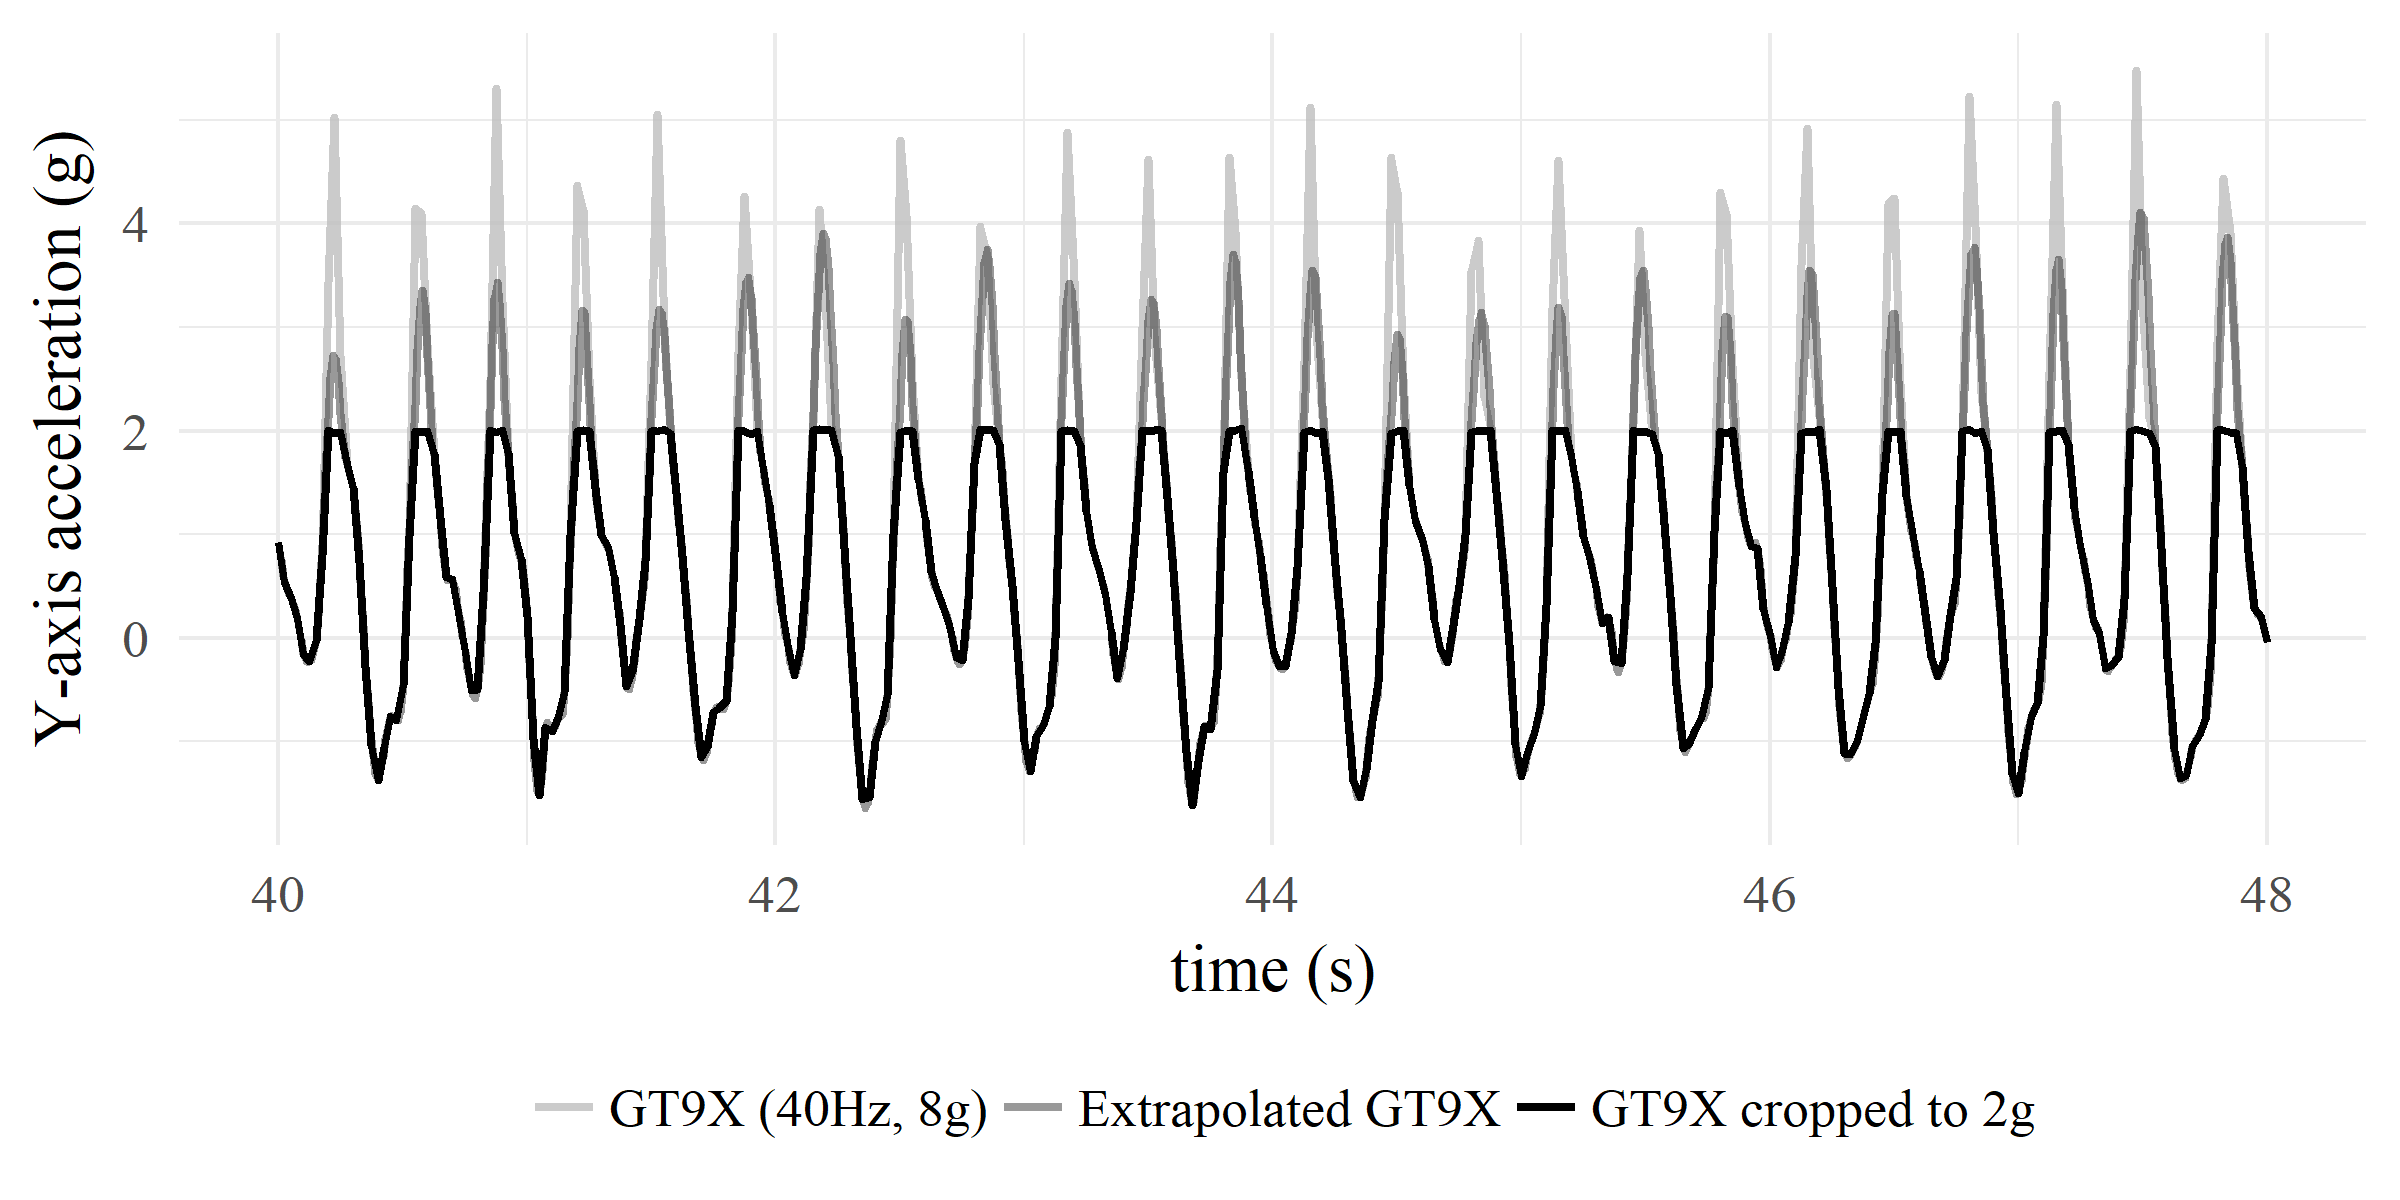 Y-axis acceleration (g)
4
2
0
40 42 44 46 48
time (s)
GT9X (40Hz, 8g) Extrapolated GT9X GT9X cropped to 2g